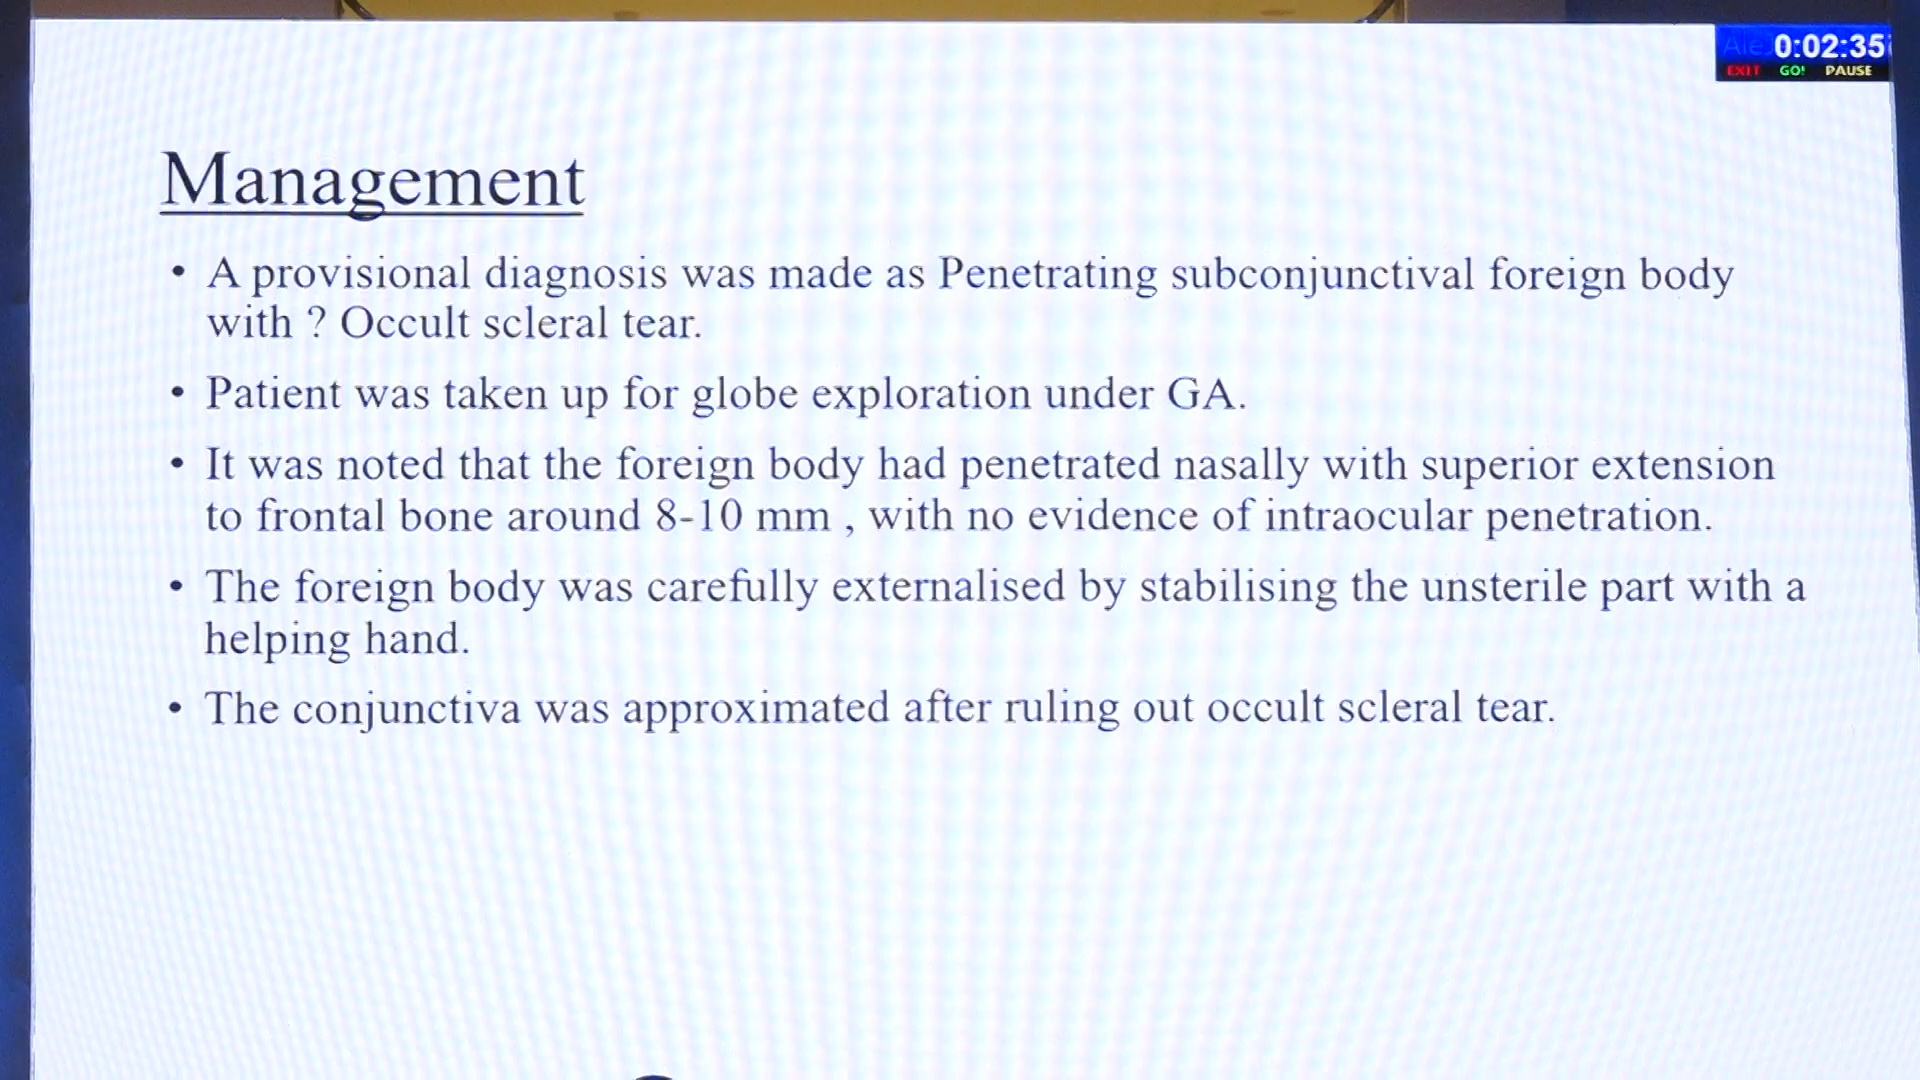 0:02:35
EXIT GO! PAUSE
Management
• A provisional diagnosis was made as Penetrating subconjunctival foreign body
with ? Occult scleral tear.
• Patient was taken up for globe exploration under GA.
• It was noted that the foreign body had penetrated nasally with superior extension
to frontal bone around 8-10 mm , with no evidence of intraocular penetration.
• The foreign body was carefully externalised by stabilising the unsterile part with a
helping hand.
• The conjunctiva was approximated after ruling out occult scleral tear.